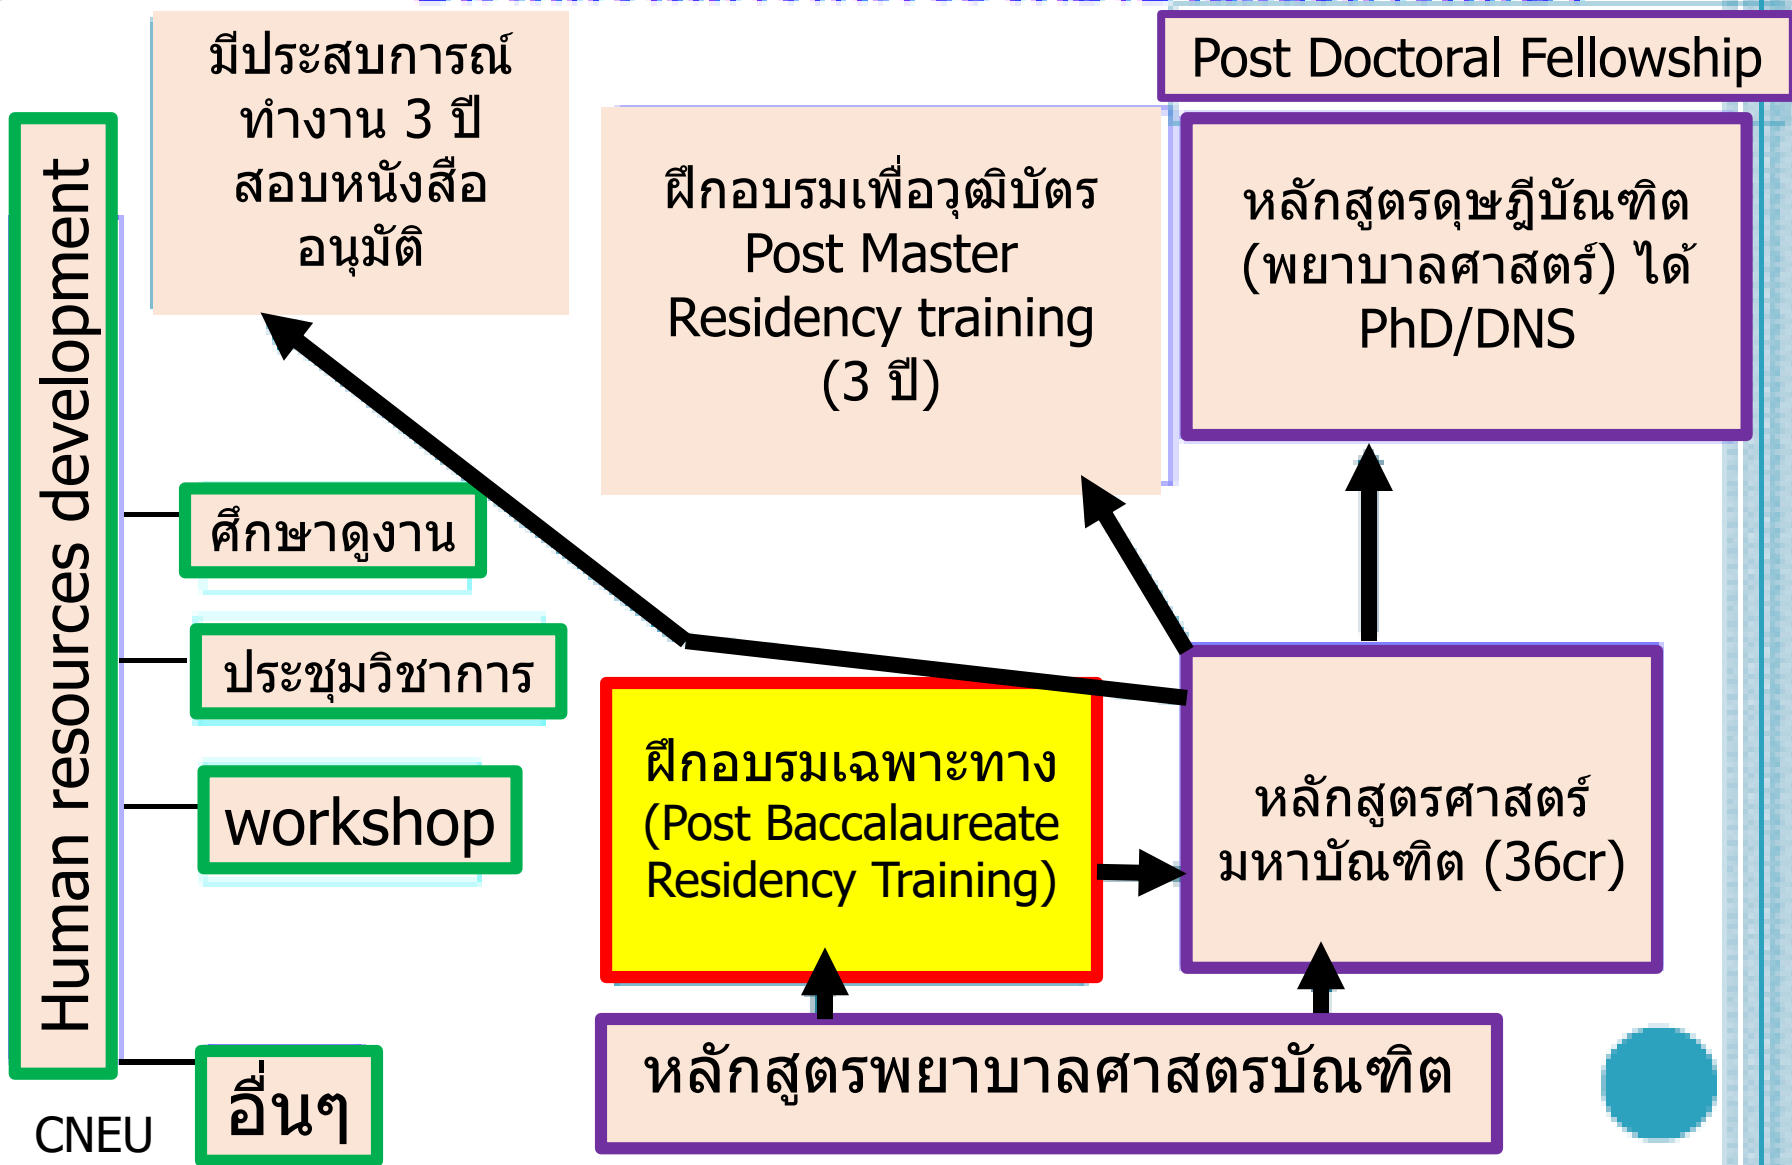 มีประสบการณ์
ทำงาน 3 ปี
สอบหนังสือ
อนุมัติ
Post Doctoral Fellowship
ฝึกอบรมเพื่อวุฒิบัตร
Post Master
Residency training
(3 ปี)
หลักสูตรดุษฎีบัณฑิต
(พยาบาลศาสตร์) ได้
PhD/DNS
Human resources development
ศึกษาดูงาน
ประชุมวิชาการ
workshop
อื่นๆ
ฝึกอบรมเฉพาะทาง
(Post Baccalaureate
Residency Training)
หลักสูตรศาสตร์
มหาบัณฑิต (36cr)
หลักสูตรพยาบาลศาสตรบัณฑิต
CNEU